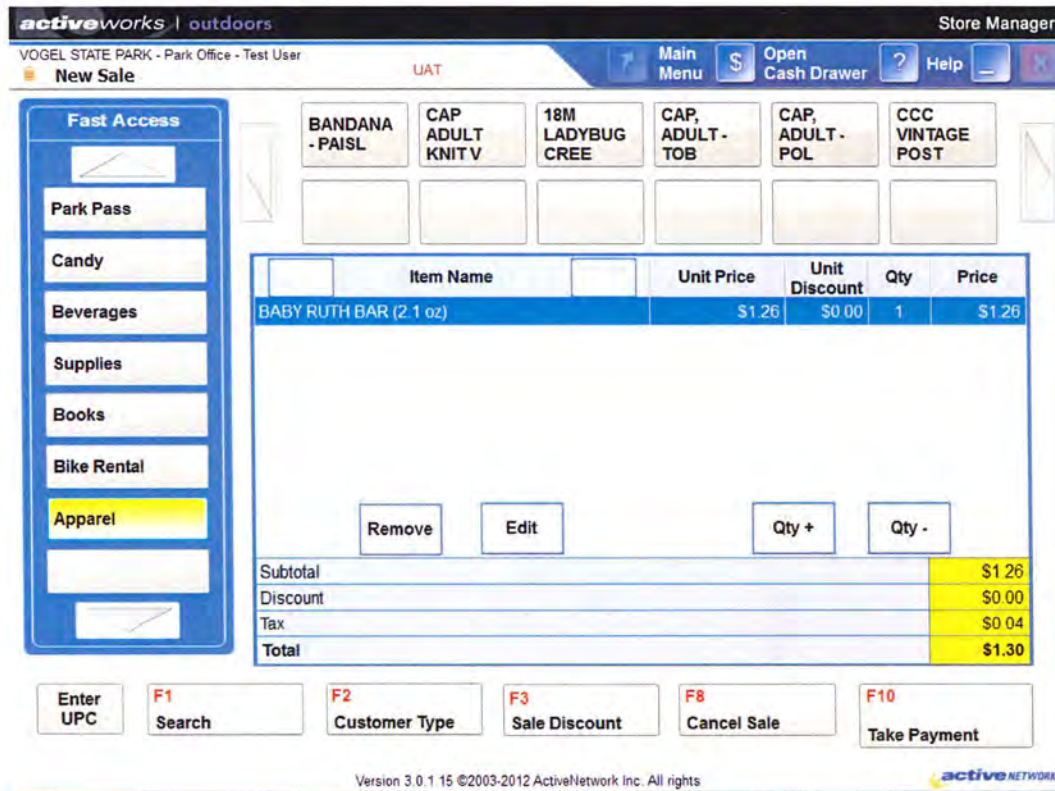 activeworks | outdoors
Store Manager
VOGEL STATE PARK - Park Office - Test User
New Sale
UAT
Main
Menu
$
Open
Cash Drawer
?
Help
Fast Access
Park Pass
Candy
Beverages
Supplies
Books
Bike Rental
Apparel
BANDANA
- PAISL
CAP
ADULT
KNIT V
18M
LADYBUG
CREE
CAP,
ADULT -
TOB
CAP,
ADULT -
POL
CCC
VINTAGE
POST
Item Name Unit Price Unit Discount Qty Price
BABY RUTH BAR (2.1 oz) $1.26 $0.00 1 $1.26
Remove Edit Qty + Qty -
Subtotal $1.26
Discount $0.00
Tax $0.04
Total $1.30
Enter
UPC
F1
Search
F2
Customer Type
F3
Sale Discount
F8
Cancel Sale
F10
Take Payment
Version 3.0.1 15 ©2003-2012 ActiveNetwork Inc. All rights
active NETWORK